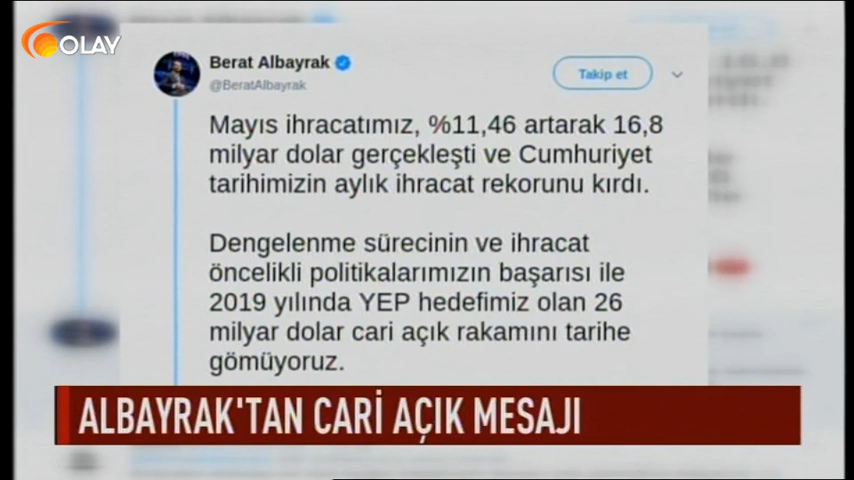 OLAY
Berat Albayrak
@BeratAlbayrak
Takip et
Mayıs ihracatımız, %11,46 artarak 16,8
milyar dolar gerçekleşti ve Cumhuriyet
tarihimizin aylık ihracat rekorunu kırdı.
Dengelenme sürecinin ve ihracat
öncelikli politikalarımızın başarısı ile
2019 yılında YEP hedefimiz olan 26
milyar dolar cari açık rakamını tarihe
gömüyoruz.
ALBAYRAK'TAN CARİ AÇIK MESAJI